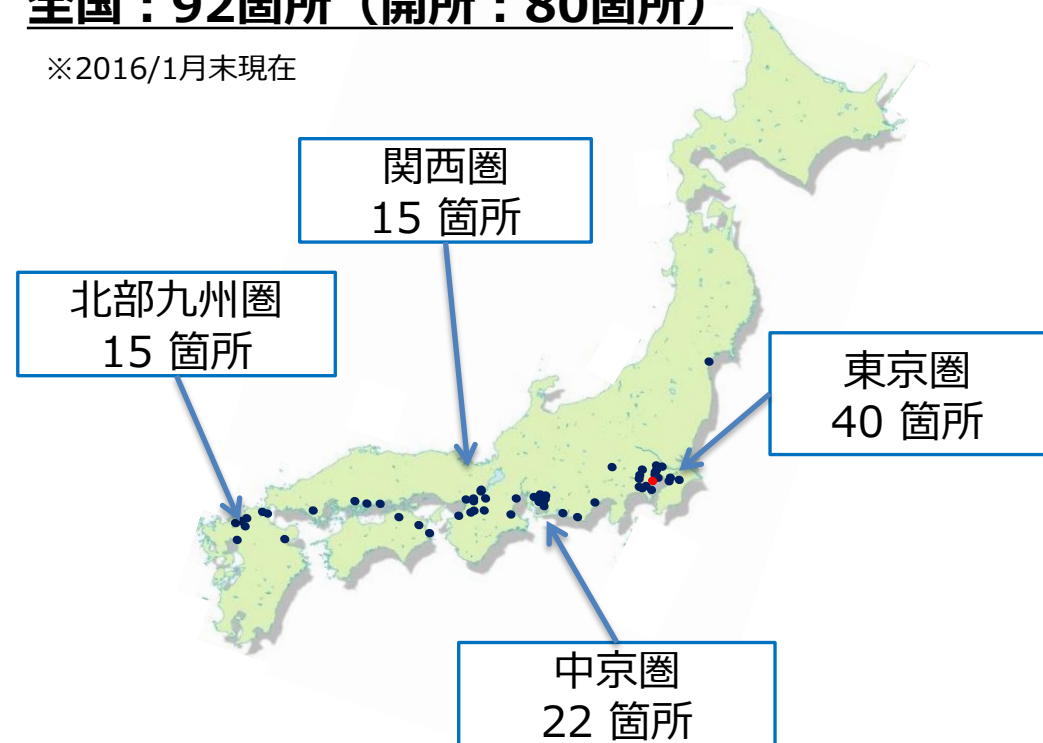 全国：92箇所（開所：80箇所）
※2016/1月末現在
関西圏
15 箇所
北部九州圏
15 箇所
東京圏
40 箇所
中京圏
22 箇所